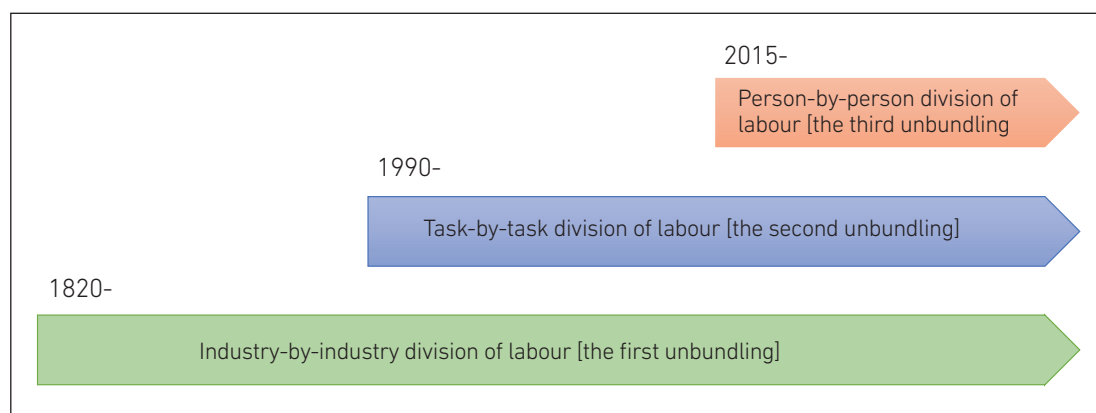 2015-
Person-by-person division of
labour [the third unbundling
1990-
Task-by-task division of labour [the second unbundling]
1820-
Industry-by-industry division of labour [the first unbundling]